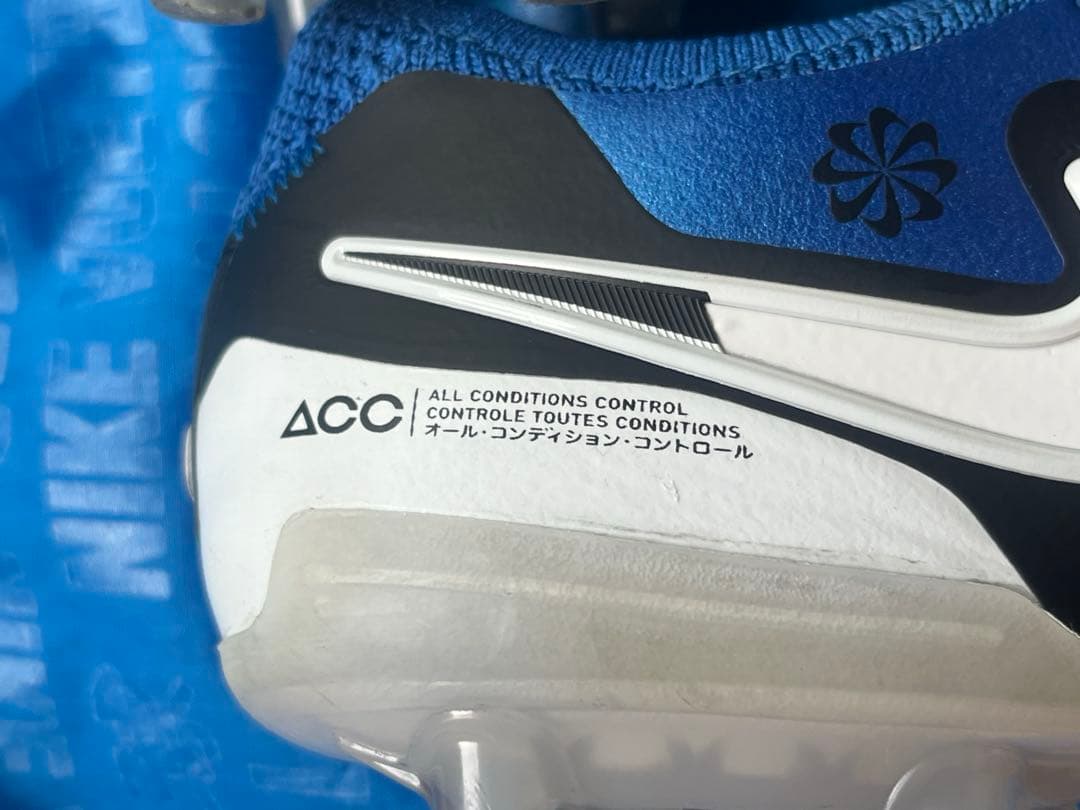 ACC
ALL CONDITIONS CONTROL
CONTROLE TOUTES CONDITIONS
オール・コンディション・コントロール
NIKE